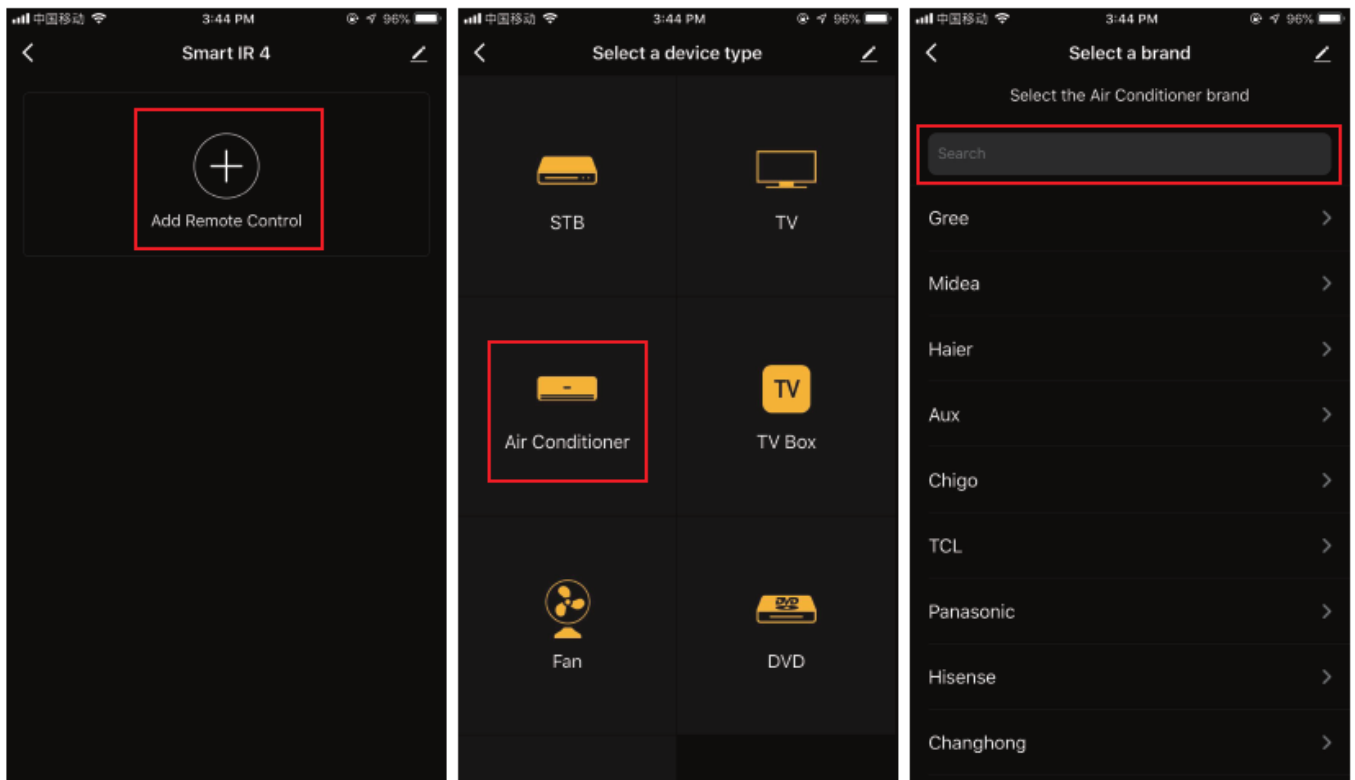 中国移动 3:44 PM 96%
Smart IR 4
Add Remote Control
中国移动 3:44 PM 96%
Select a device type
STB TV
TV
Air Conditioner TV Box
DVD
Fan DVD
中国移动 3:44 PM 96%
Select a brand
Select the Air Conditioner brand
Search
Gree
Midea
Haier
Aux
Chigo
TCL
Panasonic
Hisense
Changhong